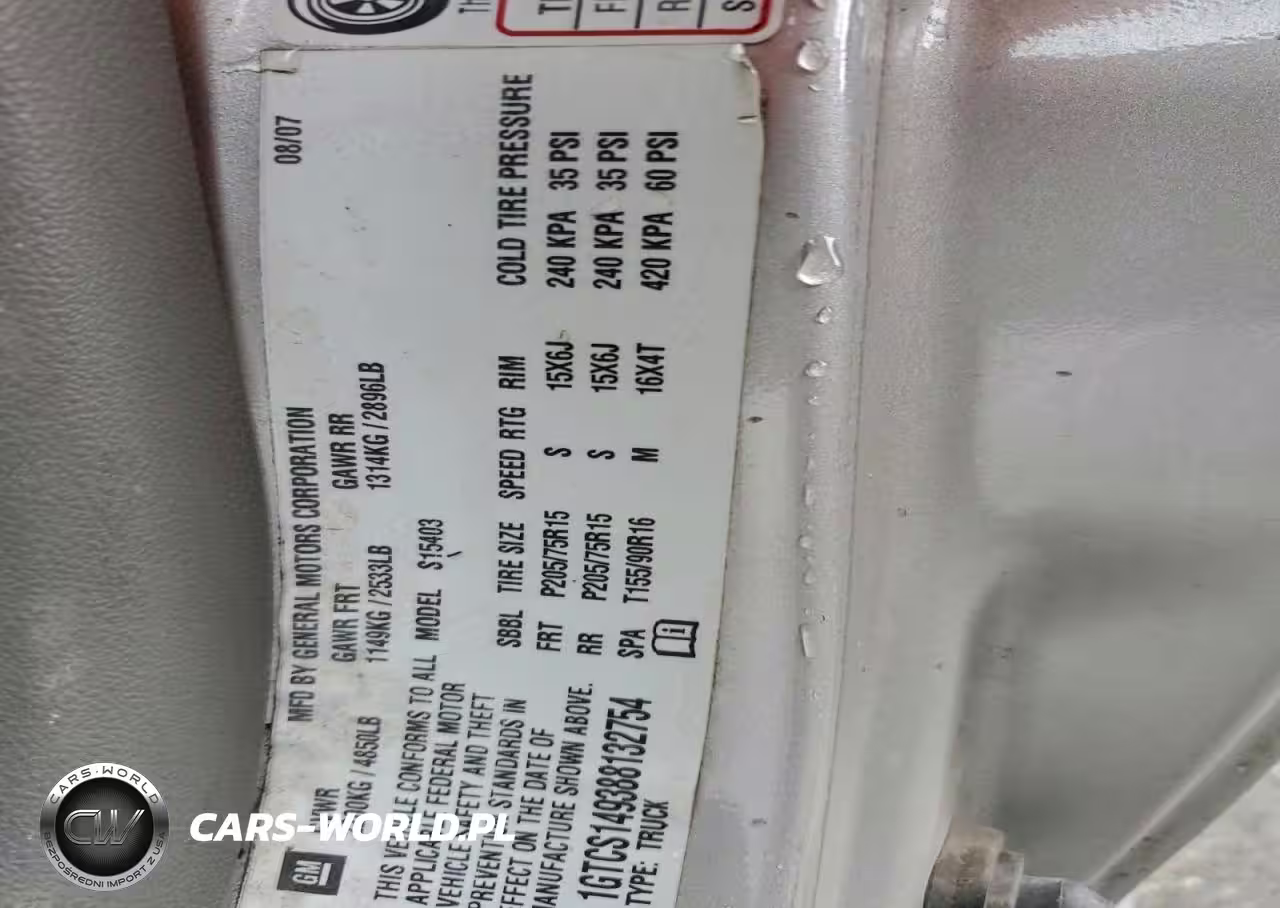 MFD BY GENERAL MOTORS CORPORATION 08/07
GM
GAWR FRT GAWR RR
/ 4850LB 1149KG / 2533LB 1314KG / 2896LB
THIS VEHICLE CONFORMS TO ALL
FEDERAL MOTOR
VEHICLE SAFETY AND THEFT
PREVENTION STANDARDS IN
EFFECT ON THE DATE OF
MANUFACTURE SHOWN ABOVE.
1GTCS149388132754
TYPE: TRUCK
MODEL S15403
SBBL TIRE SIZE SPEED RTG RIM COLD TIRE PRESSURE
FRT P205/75R15 S 15X6J 240 KPA 35 PSI
RR P205/75R15 S 15X6J 240 KPA 35 PSI
SPA T155/90R16 M 16X4T 420 KPA 60 PSI
CARS-WORLD
CW
BEZPOŚREDNI IMPORT Z USA
CARS-WORLD.PL